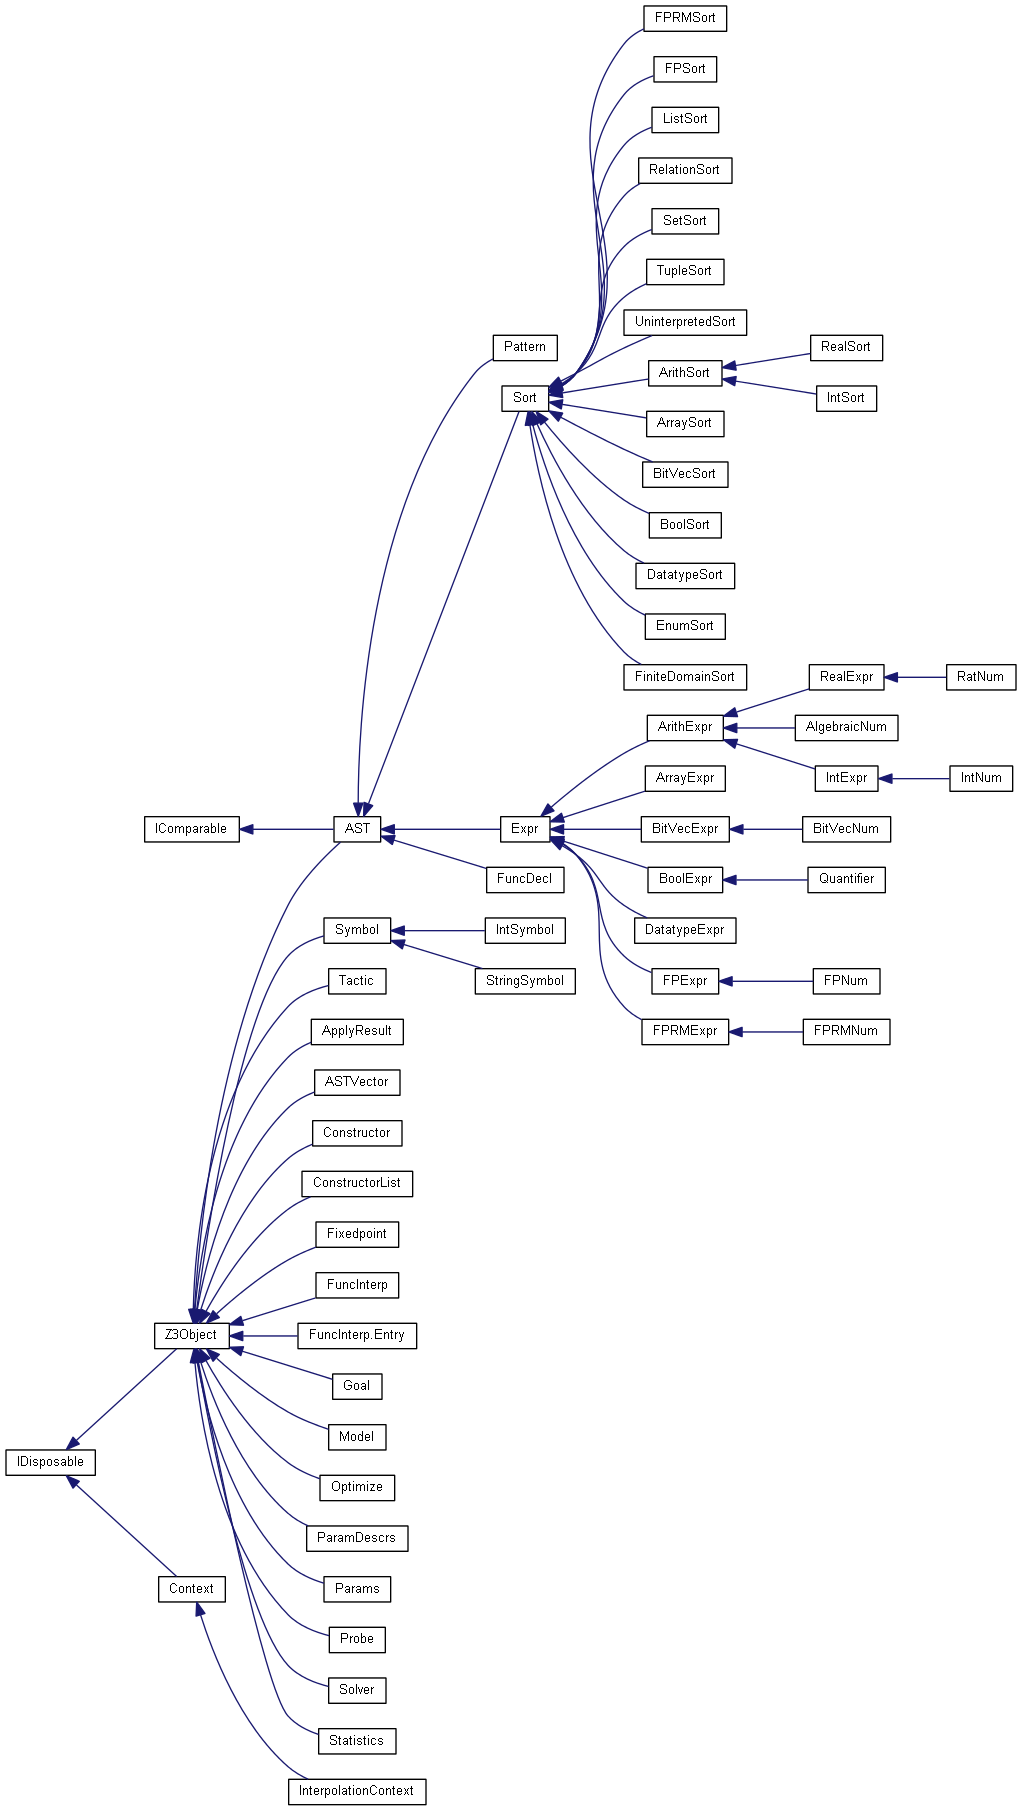 FPRMSort
FPSort
ListSort
RelationSort
SetSort
TupleSort
UninterpretedSort
Pattern
RealSort
ArithSort
Sort
IntSort
ArraySort
BitVecSort
BoolSort
DatatypeSort
EnumSort
FiniteDomainSort
RealExpr
RatNum
ArithExpr
AlgebraicNum
ArrayExpr
IntExpr
IntNum
IComparable
AST
Expr
BitVecExpr
BitVecNum
FuncDecl
BoolExpr
Quantifier
Symbol
IntSymbol
DatatypeExpr
Tactic
StringSymbol
FPExpr
FPNum
ApplyResult
FPRMExpr
FPRMNum
ASTVector
Constructor
ConstructorList
Fixedpoint
FuncInterp
Z3Object
FuncInterp.Entry
Goal
Model
IDisposable
Optimize
ParamDescrs
Context
Params
Probe
Solver
Statistics
InterpolationContext